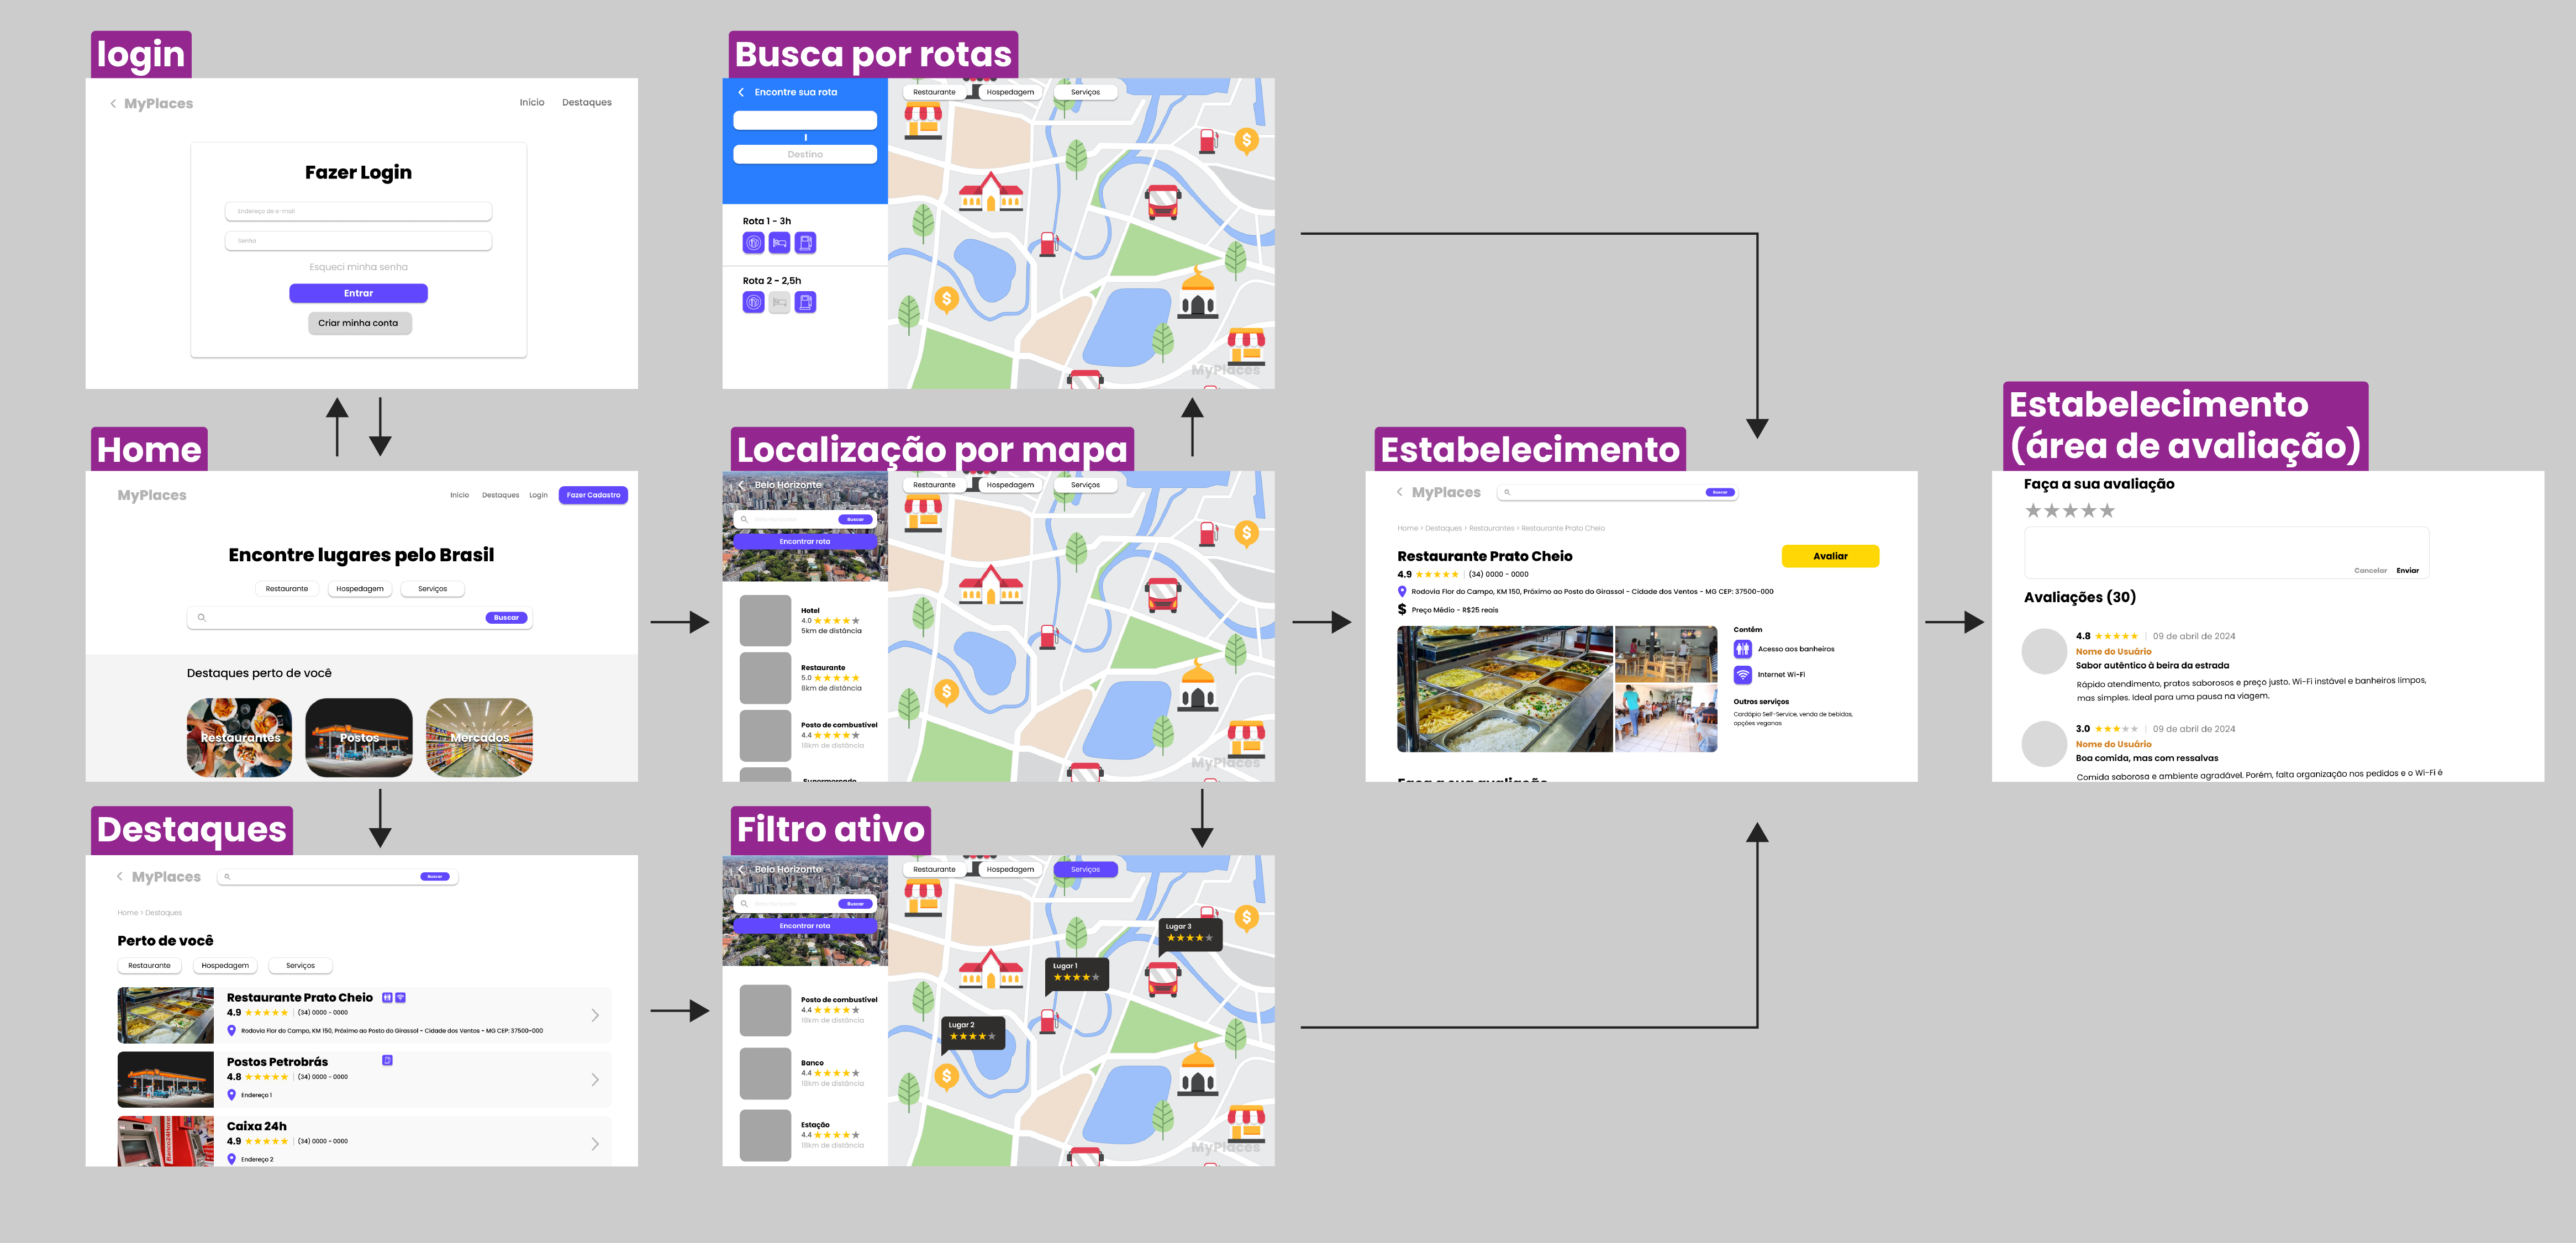 login
MyPlaces
Início
Destaques
Fazer Login
Endereço de e-mail
Senha
Esqueci minha senha
Entrar
Criar minha conta
Busca por rotas
Encontre sua rota
Destino
Rota 1 - 3h
Rota 2 - 2,5h
Restaurante
Hospedagem
Serviços
MyPlaces
Home
MyPlaces
Início
Destaques
Login
Fazer Cadastro
Encontre lugares pelo Brasil
Restaurante
Hospedagem
Serviços
Buscar
Destaques perto de você
Restaurantes
Postos
Mercados
Localização por mapa
Belo Horizonte
Buscar
Encontrar rota
Hotel
4.0
5km de distância
Restaurante
5.0
8km de distância
Posto de combustível
4.4
18km de distância
Supermercado
Restaurante
Hospedagem
Serviços
MyPlaces
Estabelecimento
MyPlaces
Buscar
Home > Destaques > Restaurantes > Restaurante Prato Cheio
Restaurante Prato Cheio
Avaliar
4.9 ★★★★★ | (34) 0000 - 0000
Rodovia Flor do Campo, KM 150, Próximo ao Posto do Girassol - Cidade dos Ventos - MG CEP: 37500-000
$ Preço Médio - R$25 reais
Contém
Acesso aos banheiros
Internet Wi-Fi
Outros serviços
Cardápio Self-Service, venda de bebidas,
opções veganas
Faça a sua avaliação
Estabelecimento
(área de avaliação)
Faça a sua avaliação
Cancelar
Enviar
Avaliações (30)
4.8 ★★★★★ | 09 de abril de 2024
Nome do Usuário
Sabor autêntico à beira da estrada
Rápido atendimento, pratos saborosos e preço justo. Wi-Fi instável e banheiros limpos,
mas simples. Ideal para uma pausa na viagem.
3.0 ★★★★★ | 09 de abril de 2024
Nome do Usuário
Boa comida, mas com ressalvas
Comida saborosa e ambiente agradável. Porém, falta organização nos pedidos e o Wi-Fi é
Destaques
MyPlaces
Buscar
Home > Destaques
Perto de você
Restaurante
Hospedagem
Serviços
Restaurante Prato Cheio
4.9 ★★★★★ | (34) 0000 - 0000
Rodovia Flor do Campo, KM 150, Próximo ao Posto do Girassol - Cidade dos Ventos - MG CEP: 37500-000
Postos Petrobrás
4.8 ★★★★★ | (34) 0000 - 0000
Endereço 1
Caixa 24h
4.9 ★★★★★ | (34) 0000 - 0000
Endereço 2
Banco24Horas
Filtro ativo
Belo Horizonte
Buscar
Encontrar rota
Posto de combustível
4.4
18km de distância
Banco
4.4
18km de distância
Estação
4.4
18km de distância
Restaurante
Hospedagem
Serviços
Lugar 3
Lugar 1
Lugar 2
MyPlaces